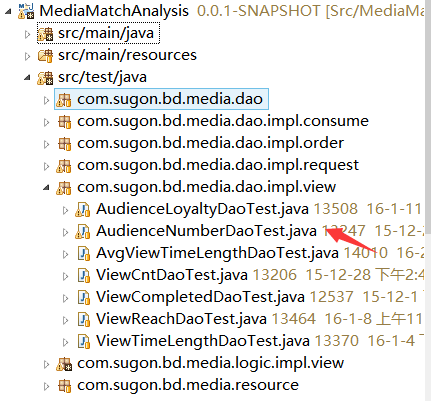 MediaMatchAnalysis 0.0.1-SNAPSHOT [Src/MediaMa
src/main/java
src/main/resources
src/test/java
com.sugon.bd.media.dao
com.sugon.bd.media.dao.impl.consume
com.sugon.bd.media.dao.impl.order
com.sugon.bd.media.dao.impl.request
com.sugon.bd.media.dao.impl.view
AudienceLoyaltyDaoTest.java 13508 16-1-11
AudienceNumberDaoTest.java 15-12-
AvgViewTimeLengthDaoTest.java 14010 16-2
ViewCntDaoTest.java 13206 15-12-28 下午2:4
ViewCompletedDaoTest.java 12537 15-12-1
ViewReachDaoTest.java 13464 16-1-8 上午11
ViewTimeLengthDaoTest.java 13370 16-1-4 下
com.sugon.bd.media.logic.impl.view
com.sugon.bd.media.resource